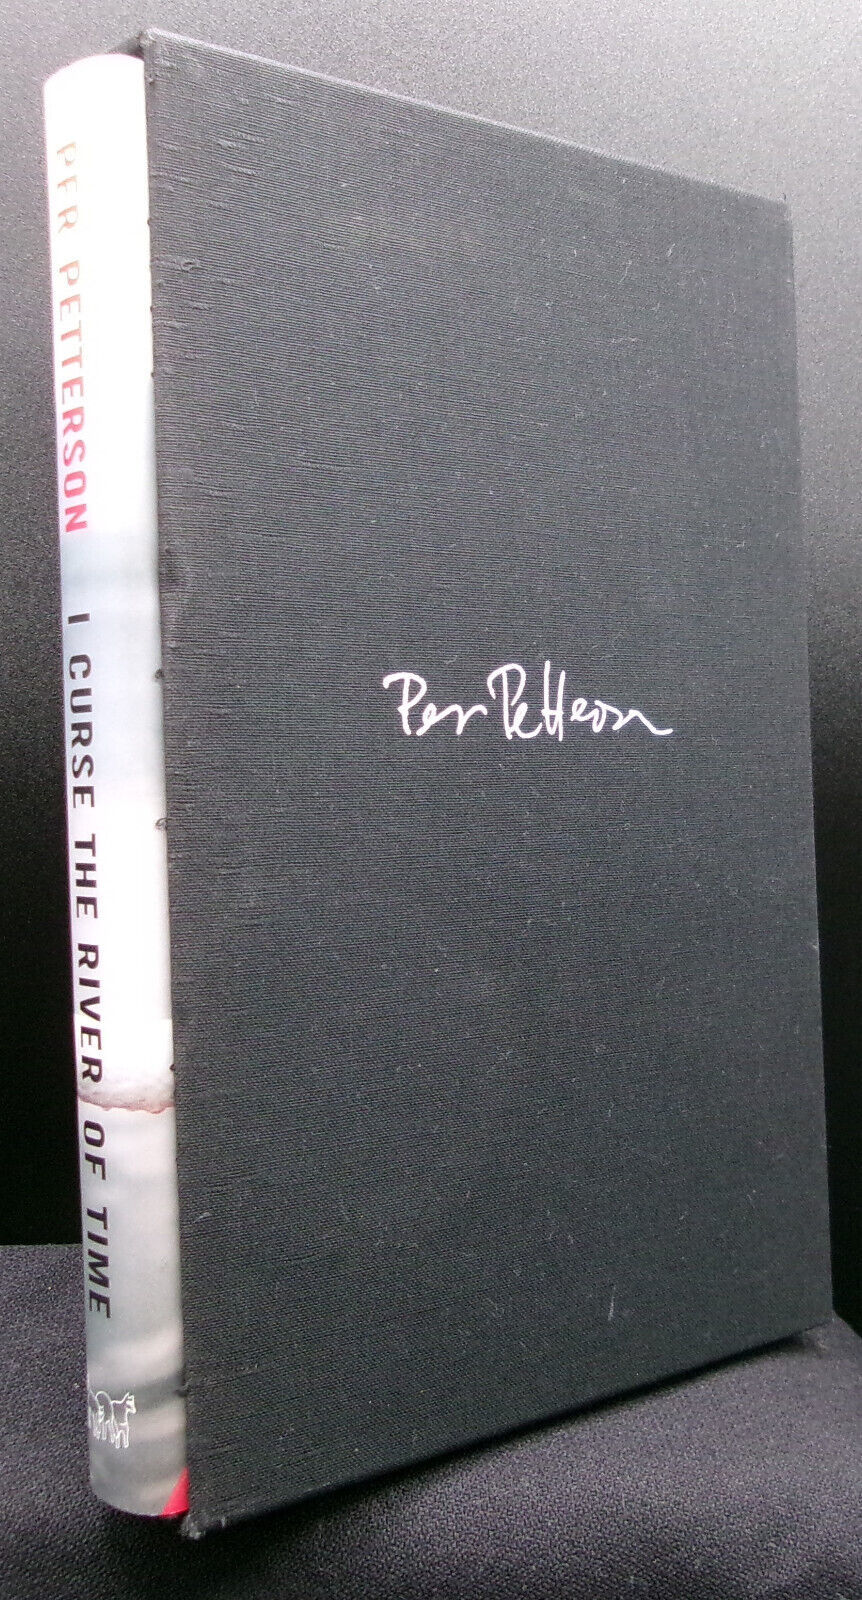 PER PETTERSON I CURSE THE RIVER OF TIME
Per Petterson